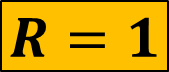 R = 1